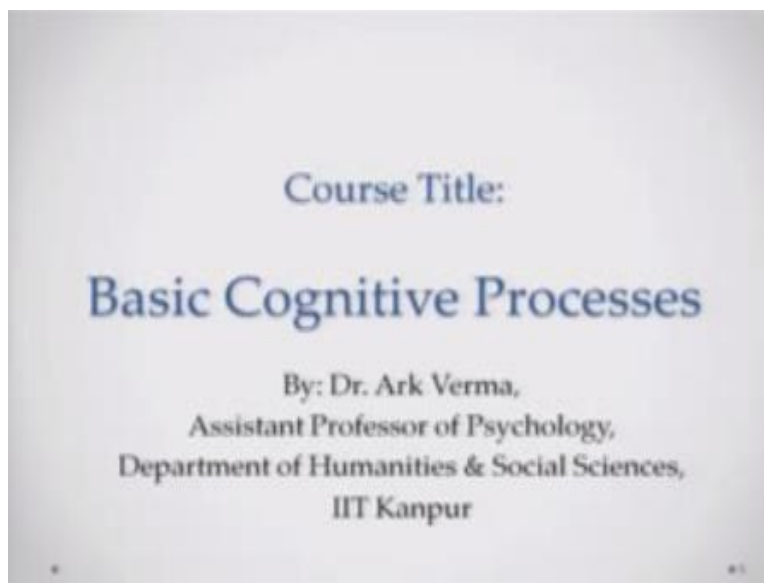 Course Title:
Basic Cognitive Processes
By: Dr. Ark Verma,
Assistant Professor of Psychology,
Department of Humanities & Social Sciences,
IIT Kanpur